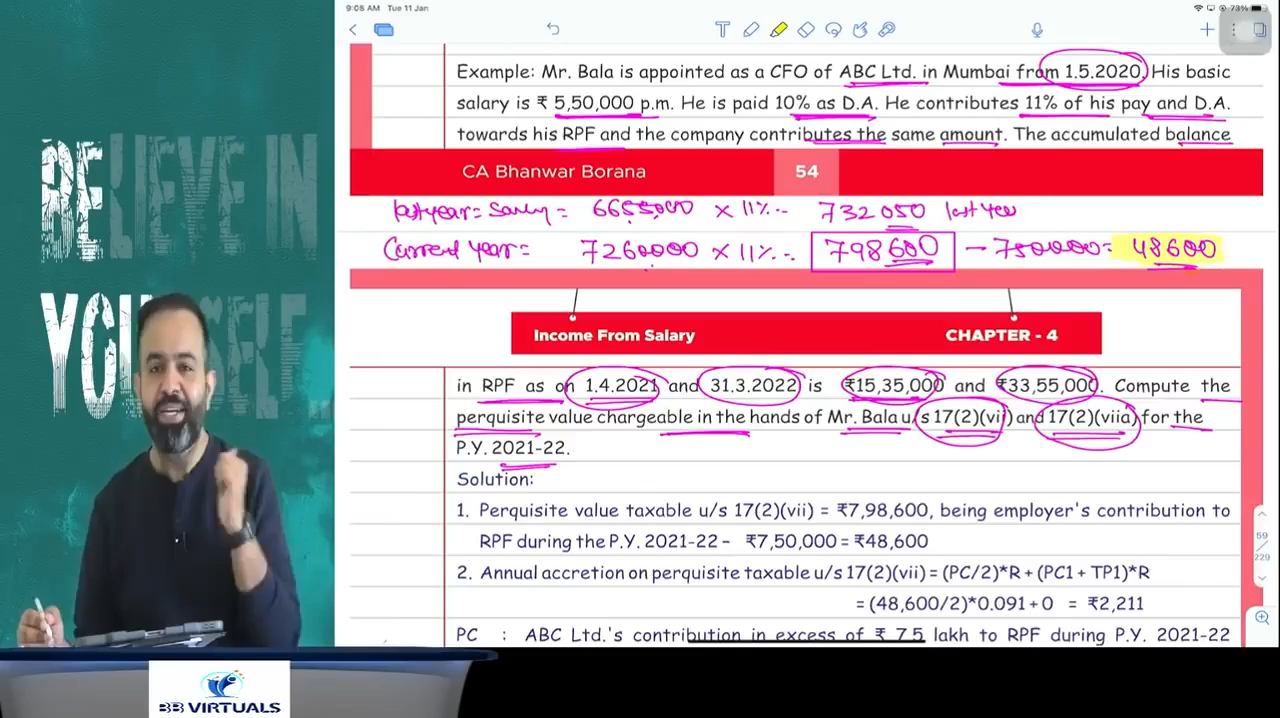 9:08 AM Tue 11 Jan
73%
BELIEVE IN
YOURSELF
Example: Mr. Bala is appointed as a CFO of ABC Ltd. in Mumbai from 1.5.2020. His basic
salary is ₹ 5,50,000 p.m. He is paid 10% as D.A. He contributes 11% of his pay and D.A.
towards his RPF and the company contributes the same amount. The accumulated balance
CA Bhanwar Borana 54
last year = Salary = 6655000 × 11%. 732050 last year
Current year = 7260000 × 11%. 798600 - 750000 = 48600
Income From Salary CHAPTER - 4
in RPF as on 1.4.2021 and 31.3.2022 is ₹15,35,000 and ₹33,55,000. Compute the
perquisite value chargeable in the hands of Mr. Bala u/s 17(2)(vii) and 17(2)(viia) for the
P.Y. 2021-22.
Solution:
1. Perquisite value taxable u/s 17(2)(vii) = ₹7,98,600, being employer's contribution to
RPF during the P.Y. 2021-22 – ₹7,50,000 = ₹48,600
2. Annual accretion on perquisite taxable u/s 17(2)(vii) = (PC/2)*R + (PC1 + TP1)*R
= (48,600/2)*0.091 + 0 = ₹2,211
PC : ABC Ltd.'s contribution in excess of ₹ 7.5 lakh to RPF during P.Y. 2021-22
59
229
BB VIRTUALS